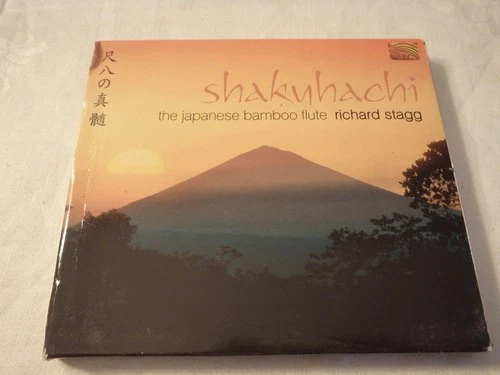 尺八の真髄
shakuhachi
the japanese bamboo flute richard stagg